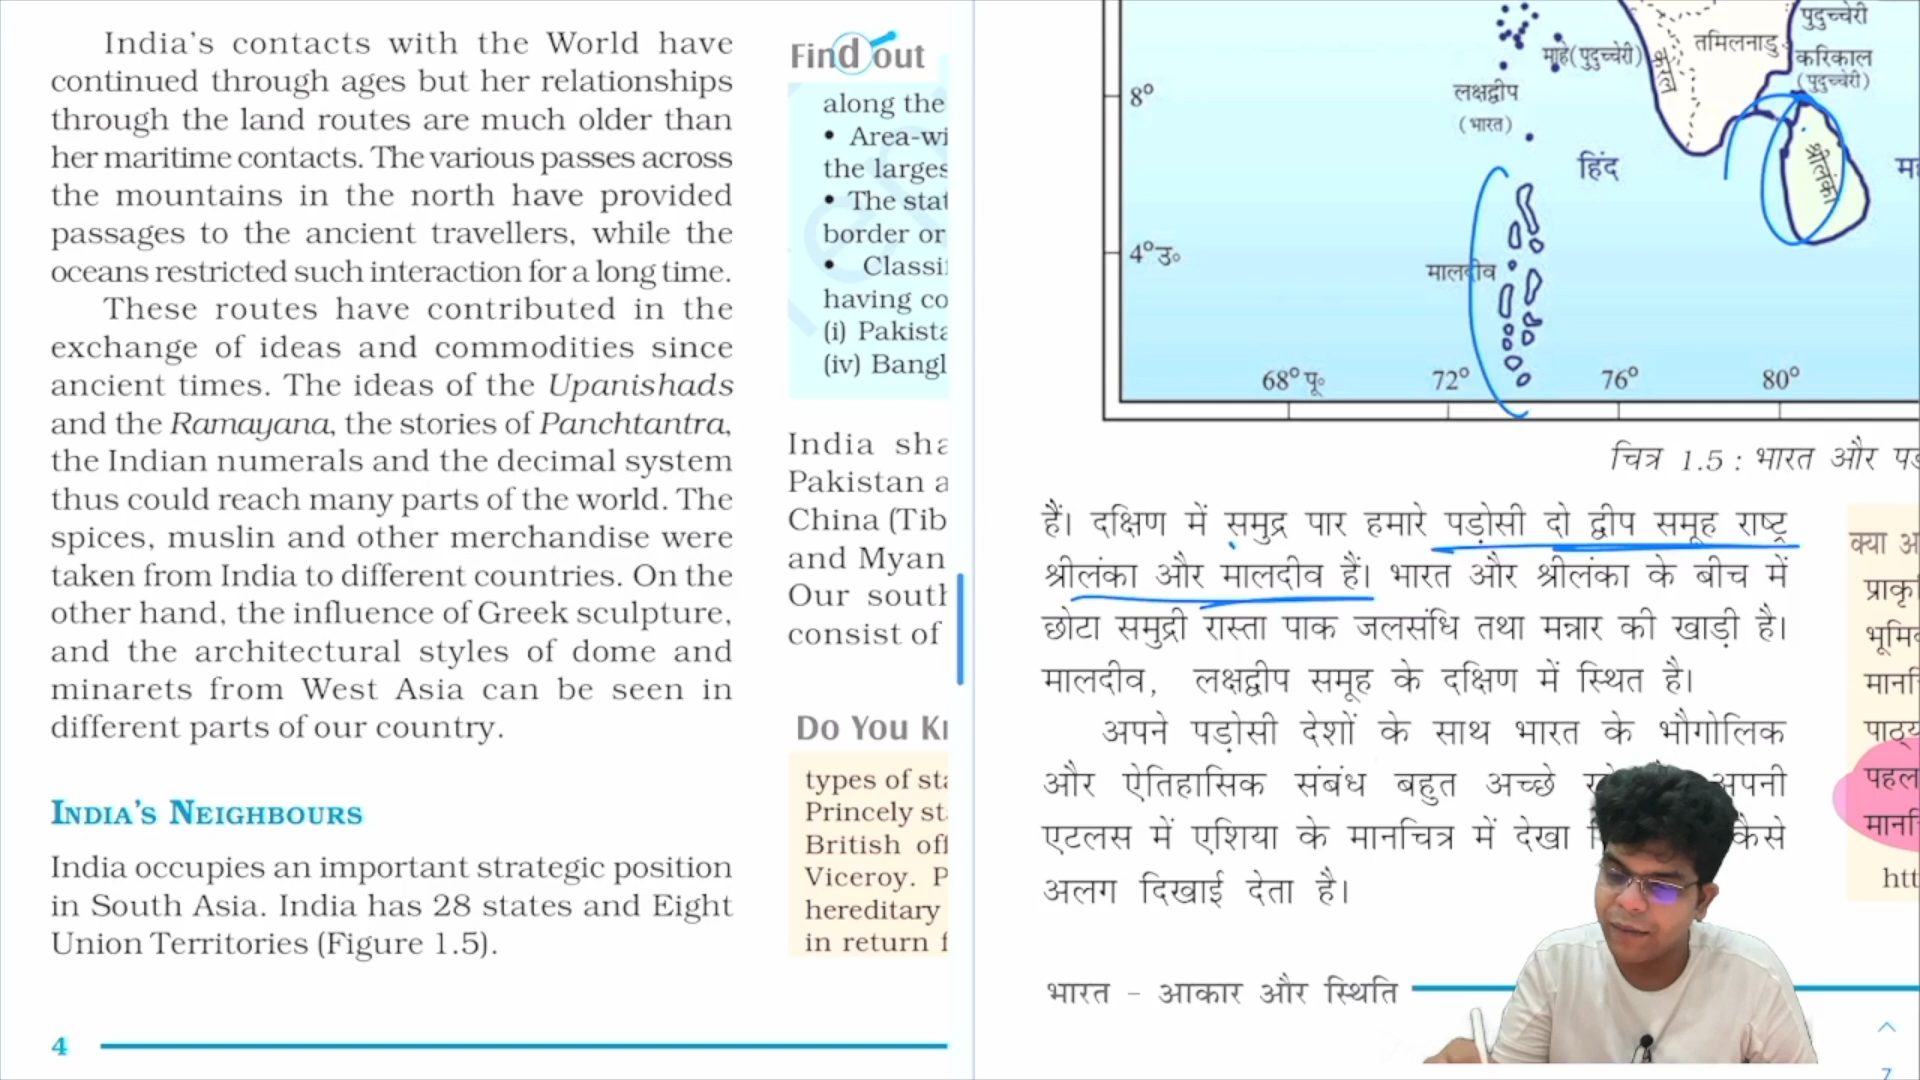 India's contacts with the World have
continued through ages but her relationships
through the land routes are much older than
her maritime contacts. The various passes across
the mountains in the north have provided
passages to the ancient travellers, while the
oceans restricted such interaction for a long time.
These routes have contributed in the
exchange of ideas and commodities since
ancient times. The ideas of the Upanishads
and the Ramayana, the stories of Panchtantra,
the Indian numerals and the decimal system
thus could reach many parts of the world. The
spices, muslin and other merchandise were
taken from India to different countries. On the
other hand, the influence of Greek sculpture,
and the architectural styles of dome and
minarets from West Asia can be seen in
different parts of our country.
INDIA'S NEIGHBOURS
India occupies an important strategic position
in South Asia. India has 28 states and Eight
Union Territories (Figure 1.5).
4
Find out
along the
• Area-wi
the larges
• The stat
border or
• Classi
having co
(i) Pakista
(iv) Bangl
India sha
Pakistan a
China (Tib
and Myan
Our south
consist of
Do You K
types of sta
Princely st
British off
Viceroy. P
hereditary
in return f
पुदुच्चेरी
तमिलनाडु
माहे(पुदुच्चेरी)
केरल
करिकाल
(पुदुच्चेरी)
8°
लक्षद्वीप
(भारत)
हिंद
श्रीलंका
4°उ॰
मालदीव
68°पू॰ 72° 76° 80°
चित्र 1.5 : भारत और पड़
हैं। दक्षिण में समुद्र पार हमारे पड़ोसी दो द्वीप समूह राष्ट्र
श्रीलंका और मालदीव हैं। भारत और श्रीलंका के बीच में
छोटा समुद्री रास्ता पाक जलसंधि तथा मन्नार की खाड़ी है।
मालदीव, लक्षद्वीप समूह के दक्षिण में स्थित है।
अपने पड़ोसी देशों के साथ भारत के भौगोलिक
और ऐतिहासिक संबंध बहुत अच्छे अपनी
एटलस में एशिया के मानचित्र में देखा कैसे
अलग दिखाई देता है।
भारत – आकार और स्थिति
क्या अ
प्राकृ
भूमि
मानि
पाठ्य
पहल
मानि
htt
7